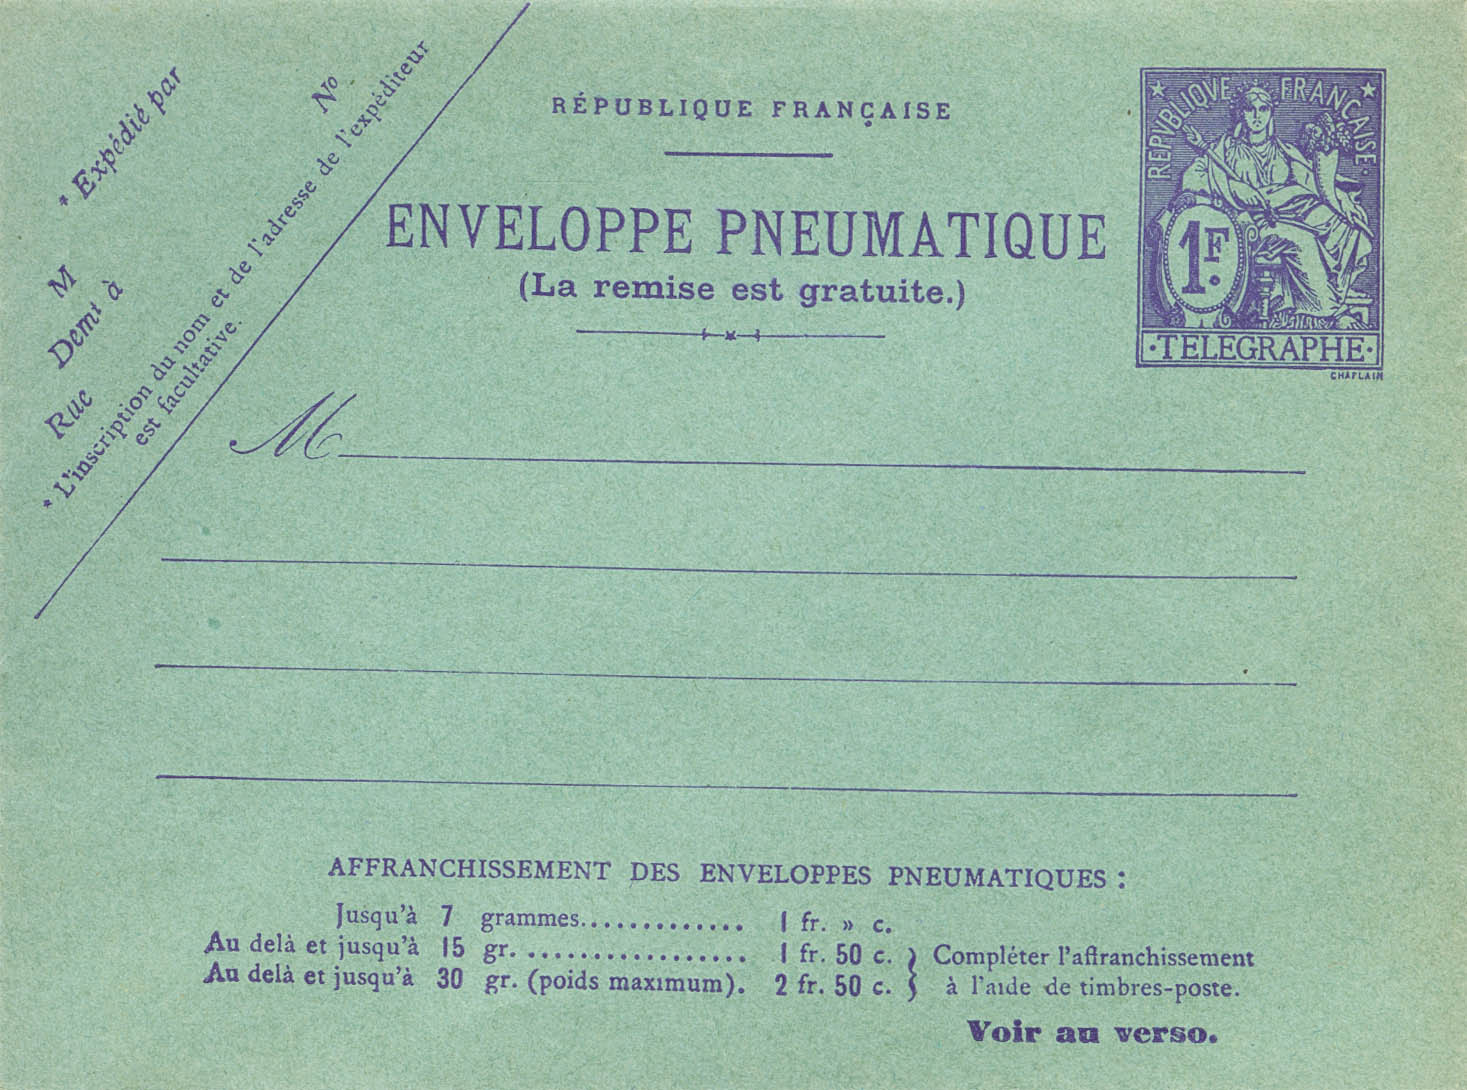 * Expédié par
M
Demt à
Rue
No
* L'inscription du nom et de l'adresse de l'expéditeur
est facultative.
RÉPUBLIQUE FRANÇAISE
ENVELOPPE PNEUMATIQUE
(La remise est gratuite.)
REPVBLIQVE FRANÇAISE
1F.
·TELEGRAPHE·
CHAPLAIN
M
AFFRANCHISSEMENT DES ENVELOPPES PNEUMATIQUES :
Jusqu'à 7 grammes............. 1 fr. » c.
Au delà et jusqu'à 15 gr. .................. 1 fr. 50 c. } Compléter l'affranchissement
Au delà et jusqu'à 30 gr. (poids maximum). 2 fr. 50 c. } à l'aide de timbres-poste.
Voir au verso.